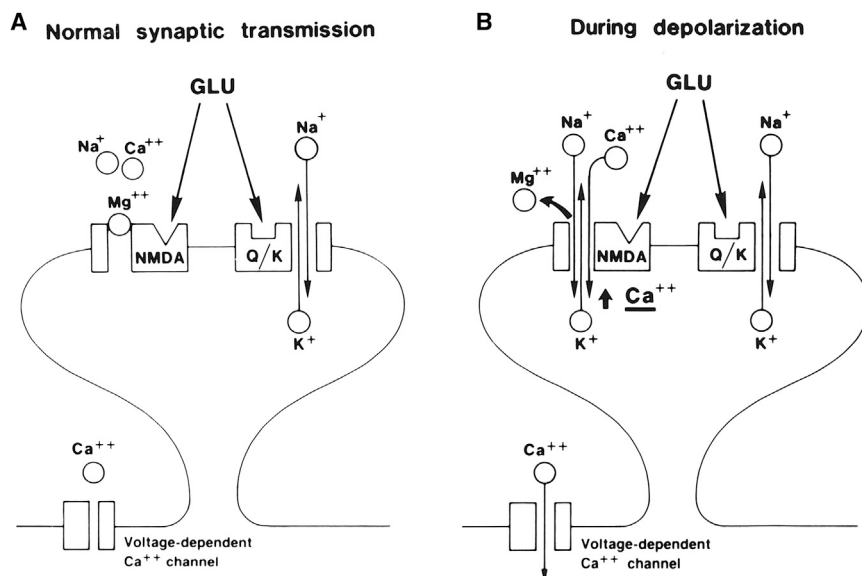 A
Normal synaptic transmission
GLU
Na+
Na+
Ca++
Mg++
NMDA
Q/K
K+
Ca++
Voltage-dependent
Ca++ channel
B
During depolarization
GLU
Na+
Ca++
Na+
Mg++
NMDA
Q/K
Ca++
K+
K+
Ca++
Voltage-dependent
Ca++ channel